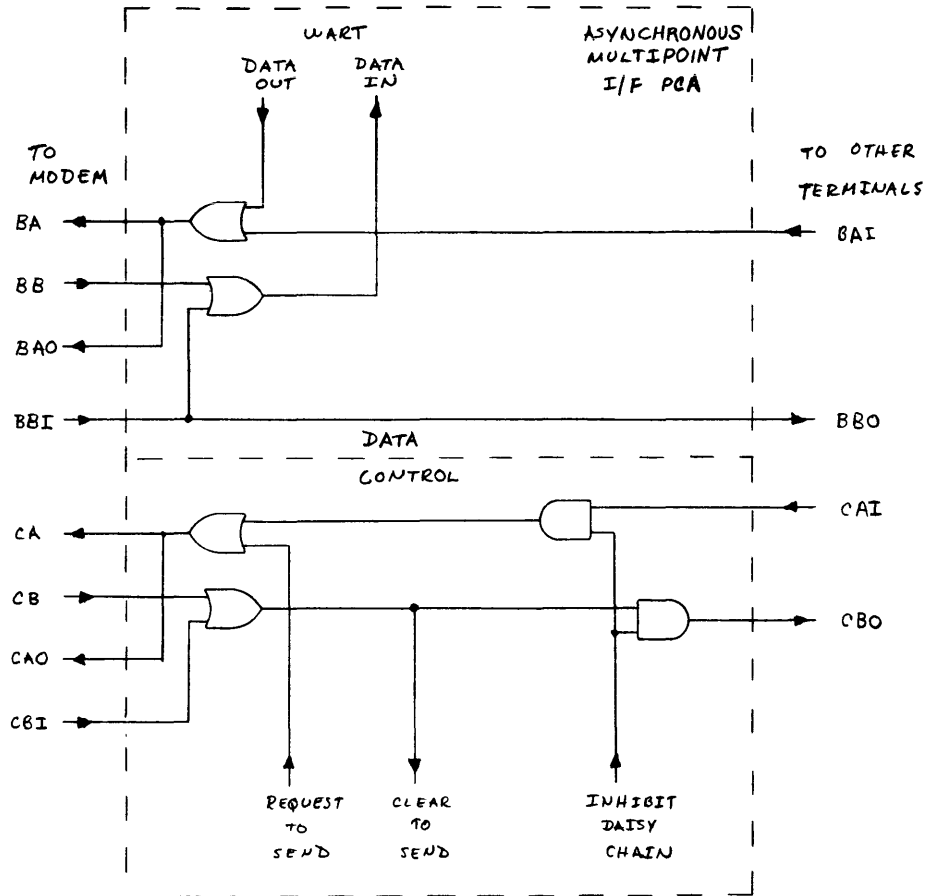 UART
ASYNCHRONOUS
MULTIPOINT
I/F PCA
DATA
OUT
DATA
IN
TO
MODEM
TO OTHER
TERMINALS
BA
BAI
BB
BAO
BBI
BBO
DATA
CONTROL
CAI
CA
CB
CBO
CAO
CBI
REQUEST
TO
SEND
CLEAR
TO
SEND
INHIBIT
DAISY
CHAIN